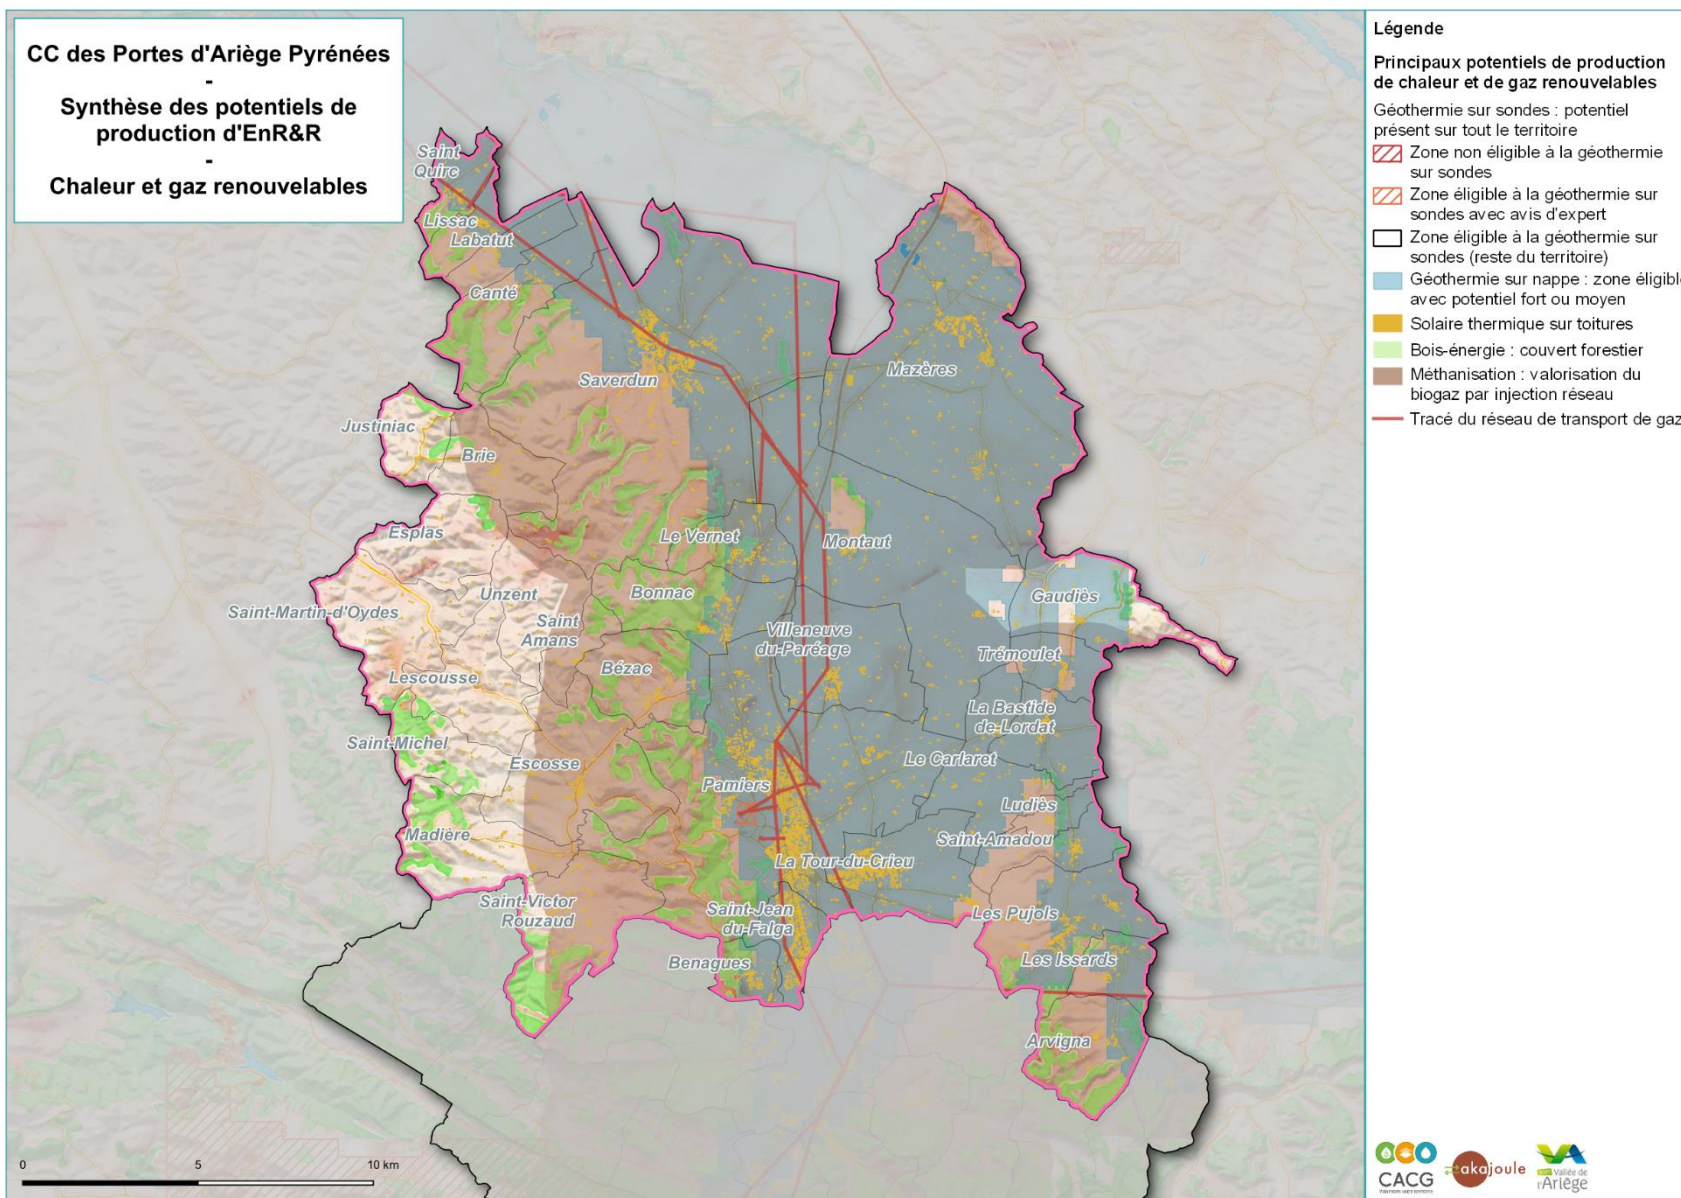 CC des Portes d'Ariège Pyrénées
-
Synthèse des potentiels de
production d'EnR&R
-
Chaleur et gaz renouvelables
Légende
Principaux potentiels de production
de chaleur et de gaz renouvelables
Géothermie sur sondes : potentiel
présent sur tout le territoire
Zone non éligible à la géothermie
sur sondes
Zone éligible à la géothermie sur
sondes avec avis d'expert
Zone éligible à la géothermie sur
sondes (reste du territoire)
Géothermie sur nappe : zone éligible
avec potentiel fort ou moyen
Solaire thermique sur toitures
Bois-énergie : couvert forestier
Méthanisation : valorisation du
biogaz par injection réseau
Tracé du réseau de transport de gaz
Saint
Quirc
Lissac
Labatut
Canté
Saverdun
Mazères
Justiniac
Brie
Esplas
Le Vernet
Montaut
Unzent
Bonnac
Gaudiès
Saint-Martin-d'Oydes
Saint
Amans
Villeneuve
du-Paréage
Trémoulet
Bézac
Lescousse
La Bastide
de-Lordat
Saint-Michel
Escosse
Le Carlaret
Pamiers
Ludiès
Madière
Saint-Amadou
La Tour-du-Crieu
Saint-Victor
Rouzaud
Saint-Jean
du-Falga
Les Pujols
Benagues
Les Issards
Arvigna
0 5 10 km
CACG
akajoule
Vallée de
l'Ariège